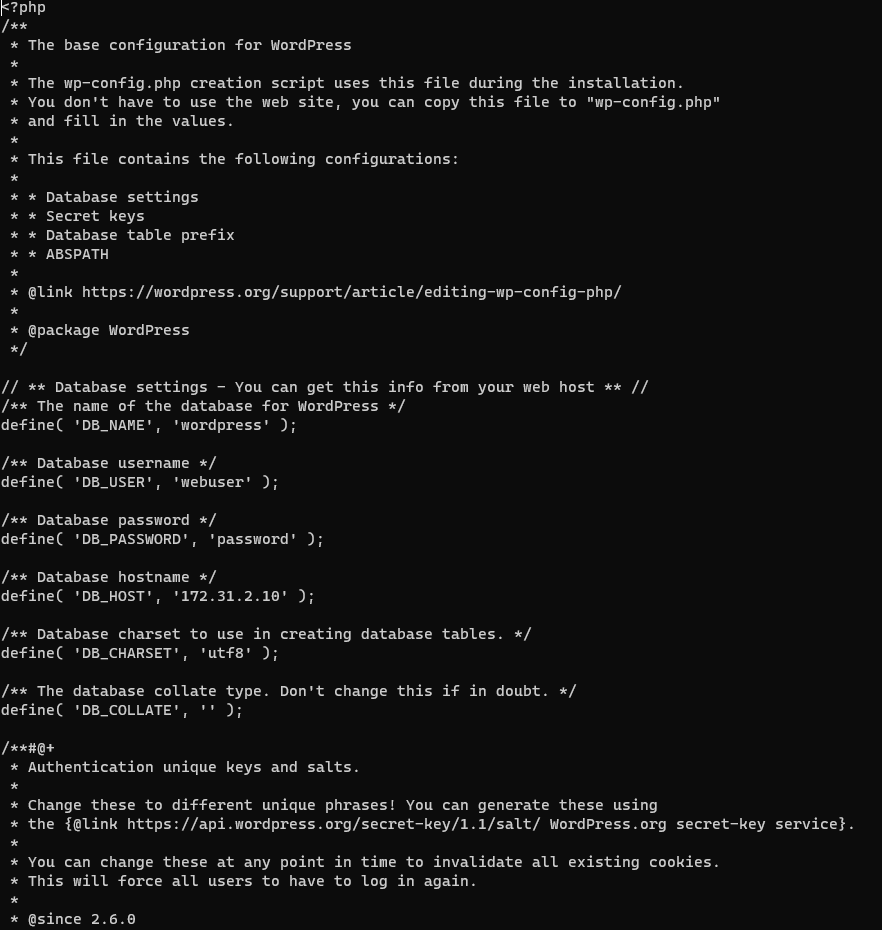 <?php
/**
 * The base configuration for WordPress
 *
 * The wp-config.php creation script uses this file during the installation.
 * You don't have to use the web site, you can copy this file to "wp-config.php"
 * and fill in the values.
 *
 * This file contains the following configurations:
 *
 * * Database settings
 * * Secret keys
 * * Database table prefix
 * * ABSPATH
 *
 * @link https://wordpress.org/support/article/editing-wp-config-php/
 *
 * @package WordPress
 */

// ** Database settings - You can get this info from your web host ** //
/** The name of the database for WordPress */
define( 'DB_NAME', 'wordpress' );

/** Database username */
define( 'DB_USER', 'webuser' );

/** Database password */
define( 'DB_PASSWORD', 'password' );

/** Database hostname */
define( 'DB_HOST', '172.31.2.10' );

/** Database charset to use in creating database tables. */
define( 'DB_CHARSET', 'utf8' );

/** The database collate type. Don't change this if in doubt. */
define( 'DB_COLLATE', '' );

/**#@+
 * Authentication unique keys and salts.
 *
 * Change these to different unique phrases! You can generate these using
 * the {@link https://api.wordpress.org/secret-key/1.1/salt/ WordPress.org secret-key service}.
 *
 * You can change these at any point in time to invalidate all existing cookies.
 * This will force all users to have to log in again.
 *
 * @since 2.6.0